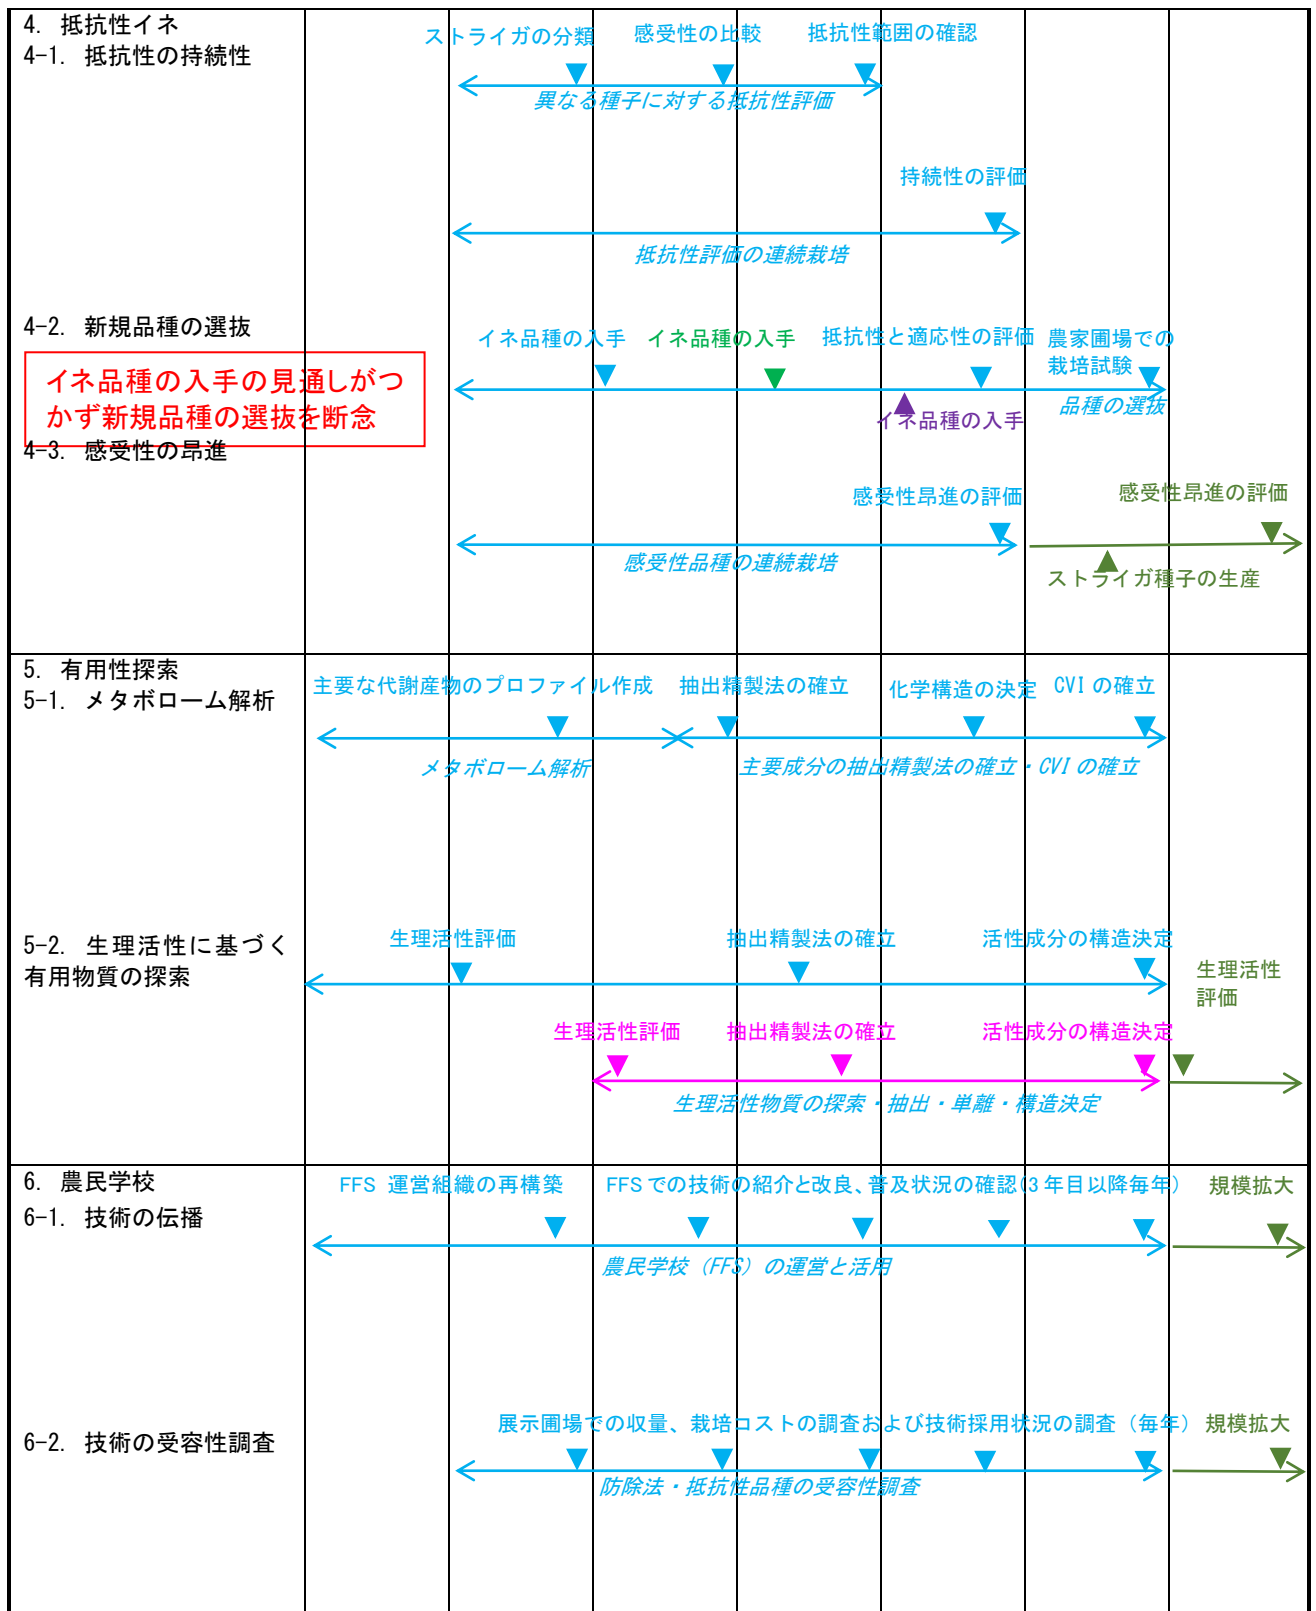 4. 抵抗性イネ
4-1. 抵抗性の持続性
ストライガの分類
感受性の比較
抵抗性範囲の確認
異なる種子に対する抵抗性評価
持続性の評価
抵抗性評価の連続栽培
4-2. 新規品種の選抜
イネ品種の入手
イネ品種の入手
抵抗性と適応性の評価
農家圃場での
栽培試験
イネ品種の入手の見通しがつ
かず新規品種の選抜を断念
品種の選抜
イネ品種の入手
4-3. 感受性の昂進
感受性昂進の評価
感受性昂進の評価
感受性品種の連続栽培
ストライガ種子の生産
5. 有用性探索
5-1. メタボローム解析
主要な代謝産物のプロファイル作成
抽出精製法の確立
化学構造の決定
CVI の確立
メタボローム解析
主要成分の抽出精製法の確立・CVI の確立
5-2. 生理活性に基づく
有用物質の探索
生理活性評価
抽出精製法の確立
活性成分の構造決定
生理活性
評価
生理活性評価
抽出精製法の確立
活性成分の構造決定
生理活性物質の探索・抽出・単離・構造決定
6. 農民学校
6-1. 技術の伝播
FFS 運営組織の再構築
FFS での技術の紹介と改良、普及状況の確認(3 年目以降毎年)
規模拡大
農民学校（FFS）の運営と活用
6-2. 技術の受容性調査
展示圃場での収量、栽培コストの調査および技術採用状況の調査（毎年）
規模拡大
防除法・抵抗性品種の受容性調査